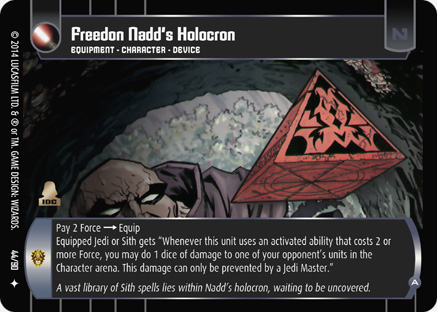 Freedon Nadd's Holocron
EQUIPMENT - CHARACTER - DEVICE
N
IDC
Pay 2 Force → Equip
Equipped Jedi or Sith gets "Whenever this unit uses an activated ability that costs 2 or
more Force, you may do 1 dice of damage to one of your opponent's units in the
Character arena. This damage can only be prevented by a Jedi Master."
A vast library of Sith spells lies within Nadd's holocron, waiting to be uncovered.
A
© 2014 LUCASFILM LTD. & ® or TM. GAME DESIGN: WIZARDS.